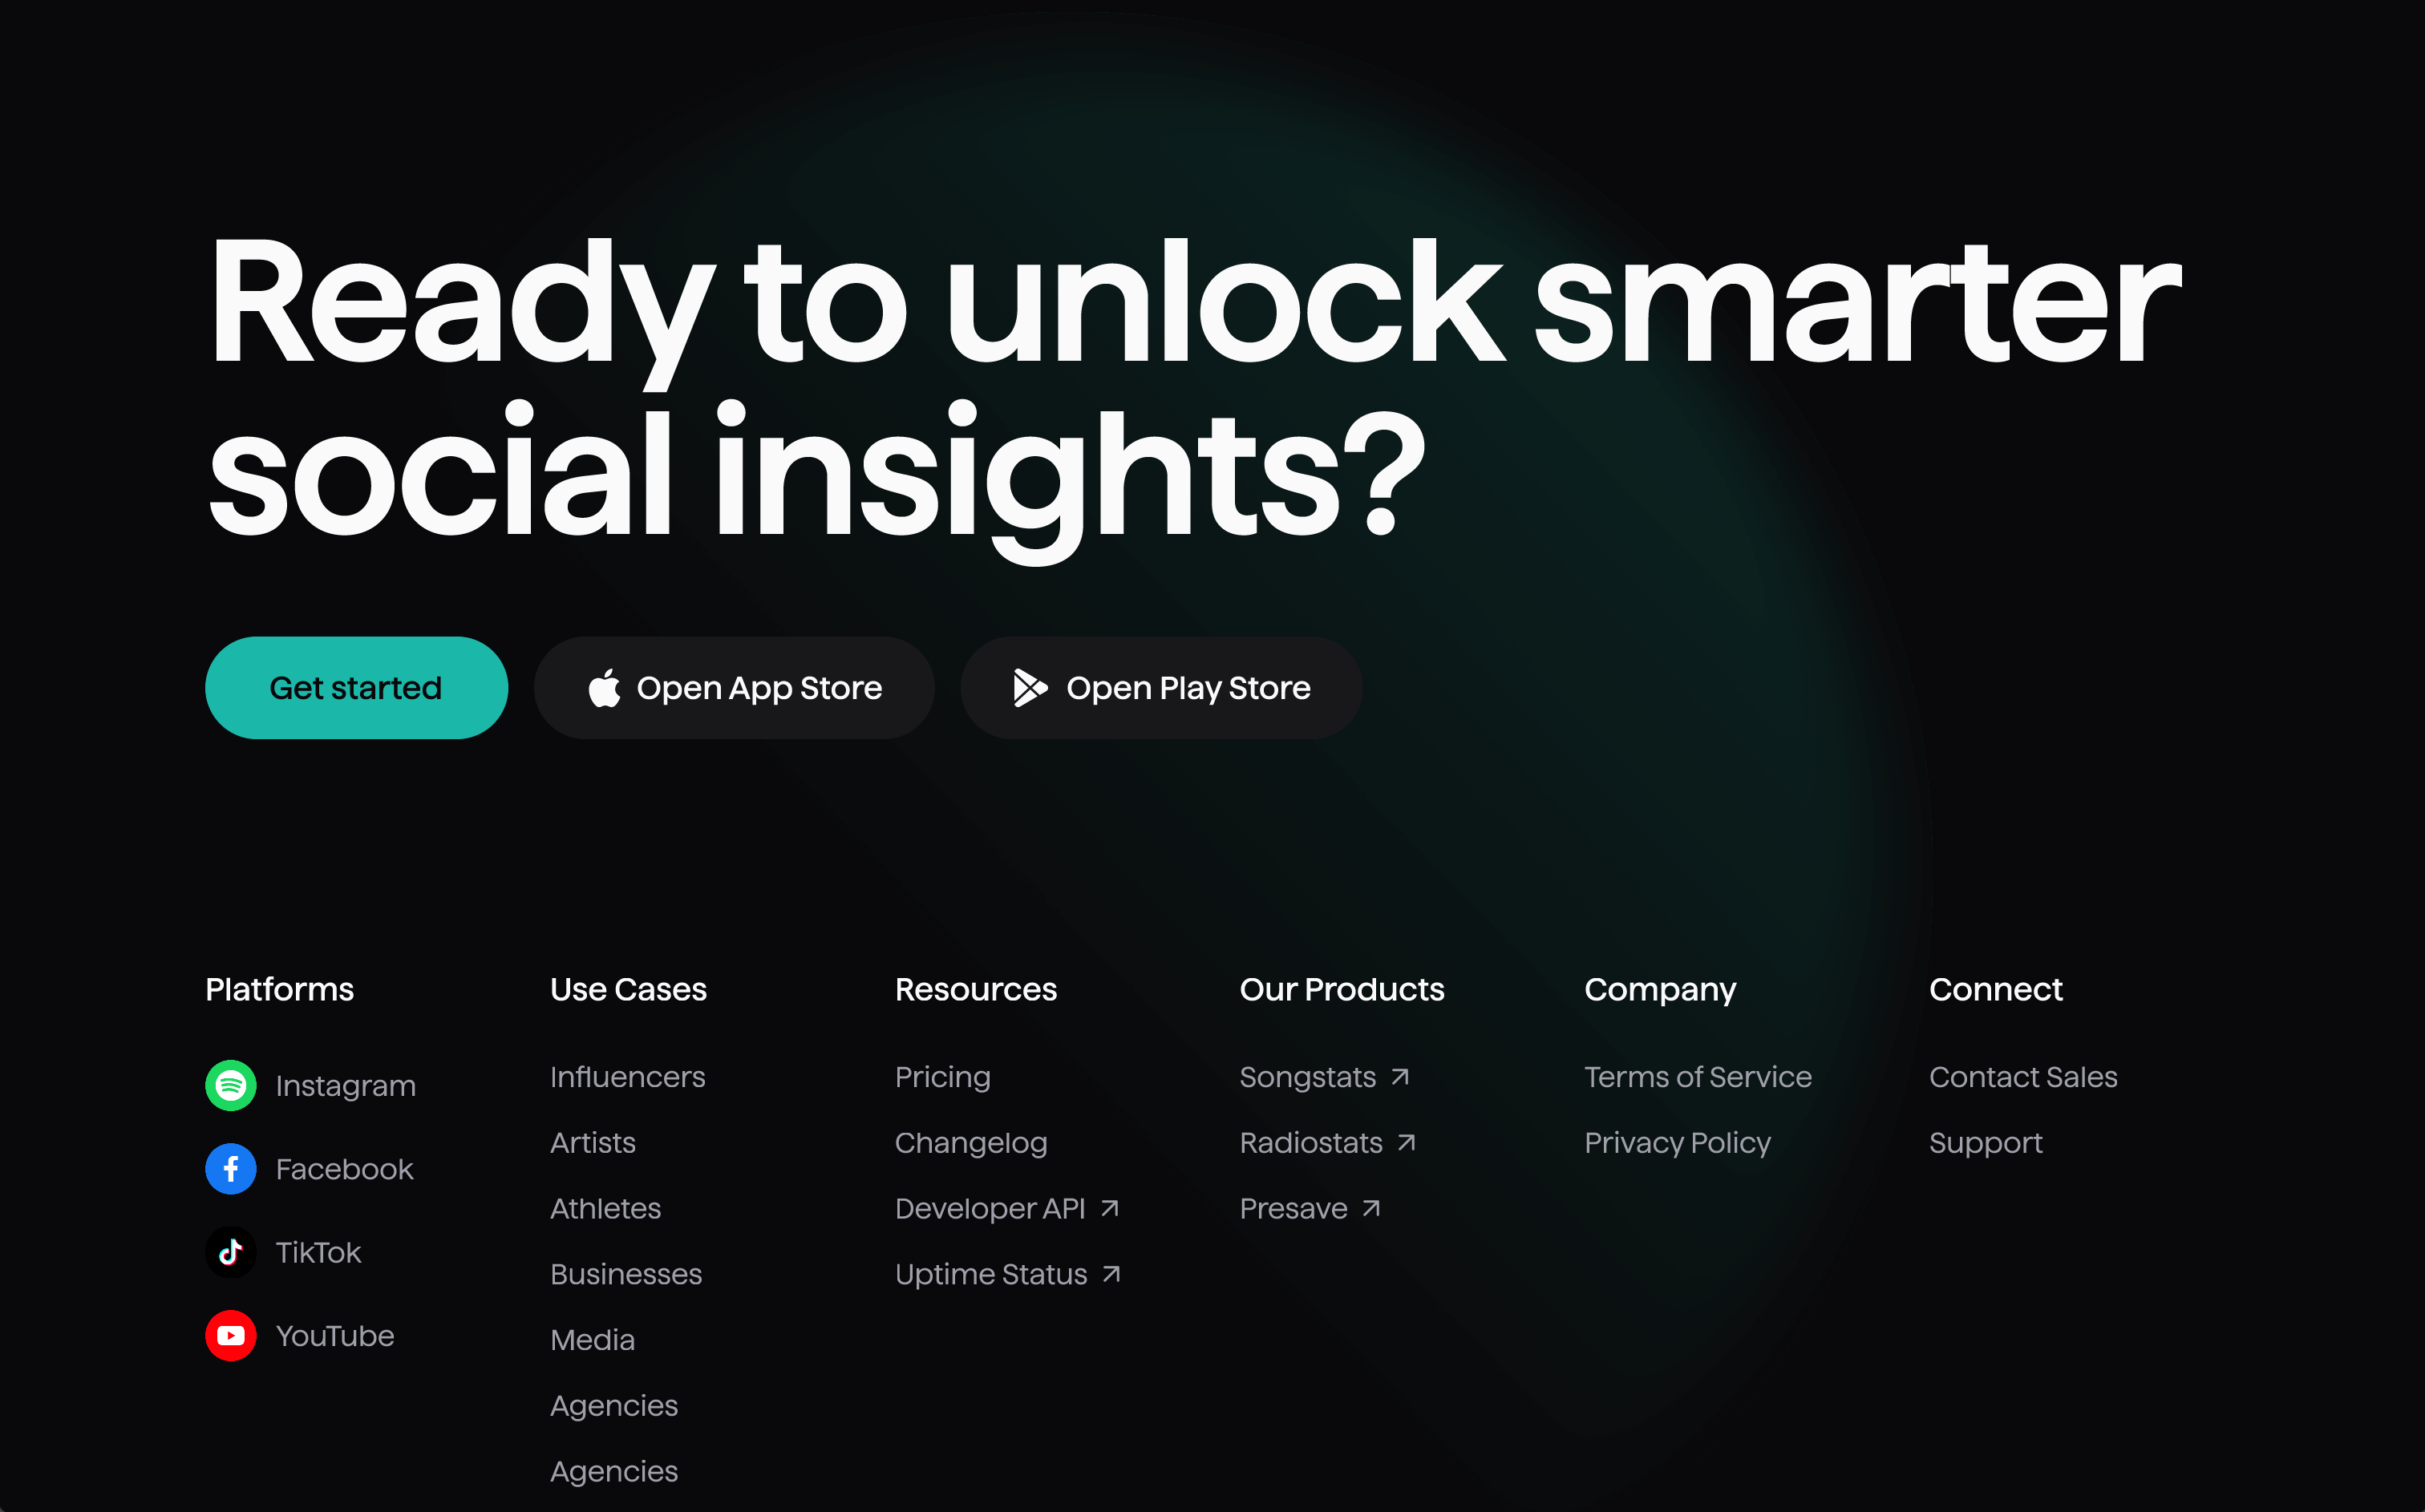 Ready to unlock smarter
social insights?
Get started
Open App Store
Open Play Store
Platforms
Instagram
Facebook
TikTok
YouTube
Use Cases
Influencers
Artists
Athletes
Businesses
Media
Agencies
Agencies
Resources
Pricing
Changelog
Developer API
Uptime Status
Our Products
Songstats
Radiostats
Presave
Company
Terms of Service
Privacy Policy
Connect
Contact Sales
Support